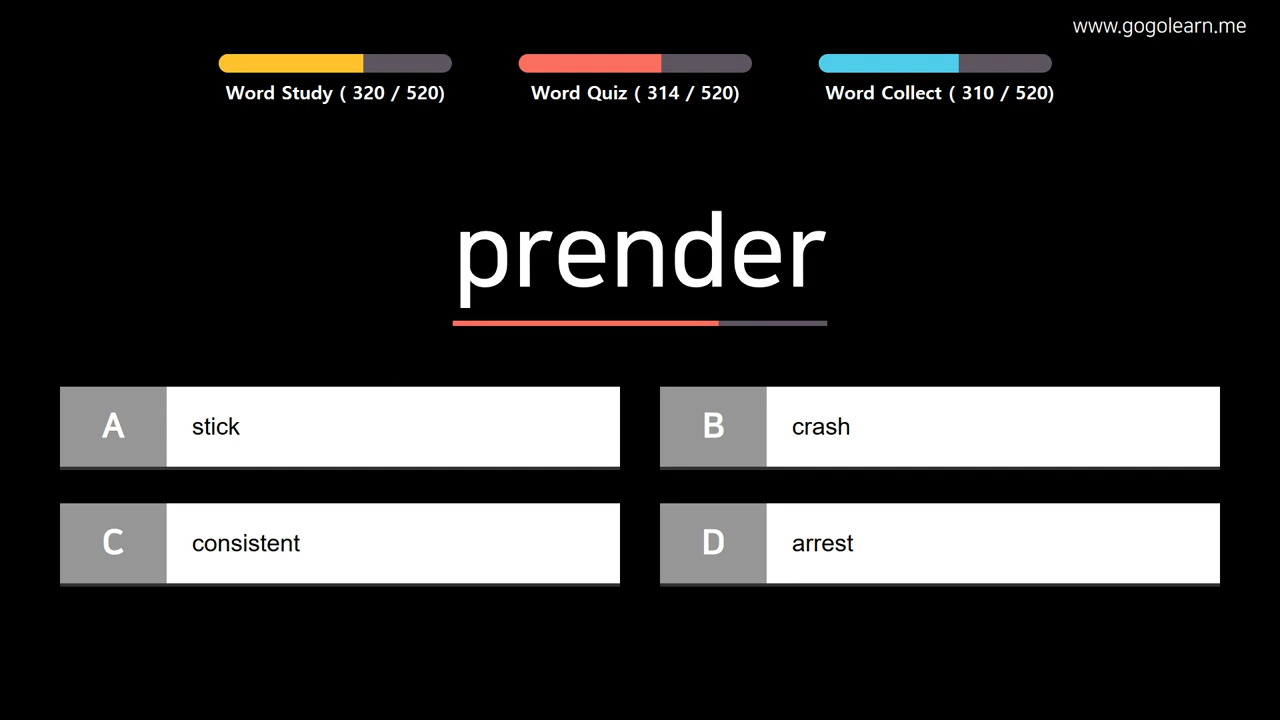 www.gogolearn.me
Word Study ( 320 / 520)
Word Quiz ( 314 / 520)
Word Collect ( 310 / 520)
prender
A stick
B crash
C consistent
D arrest